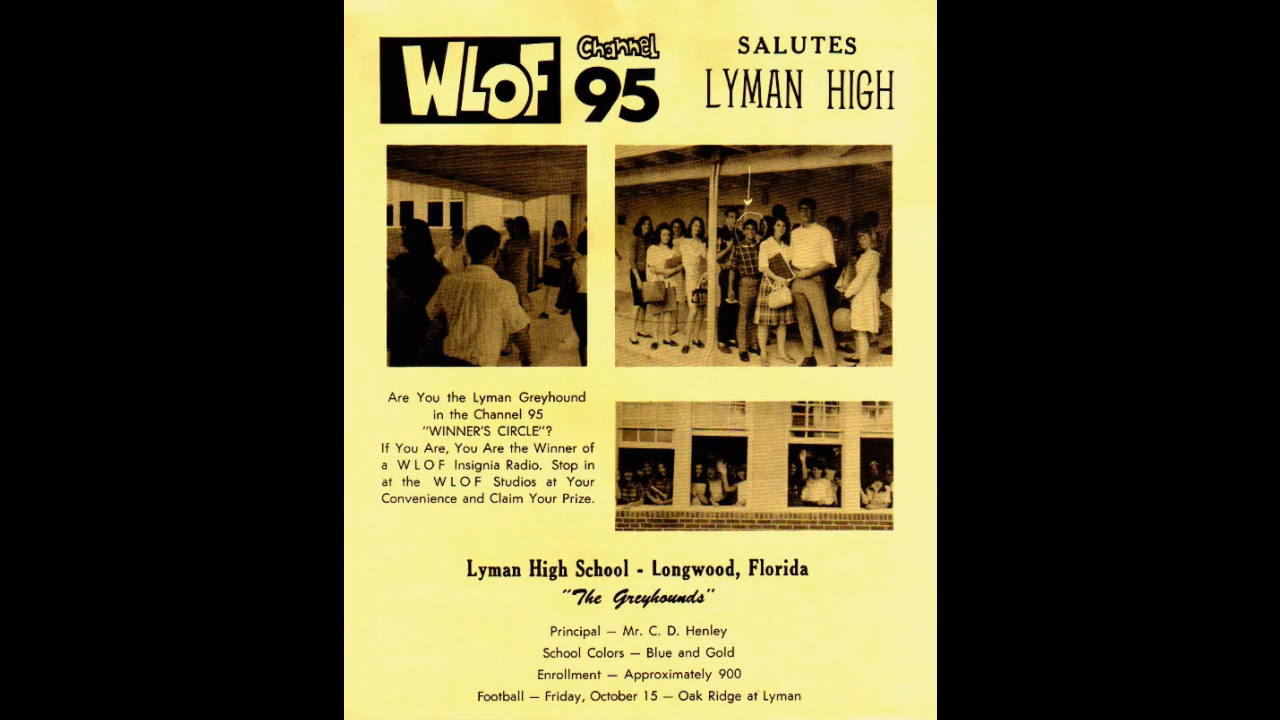 WLOF
Channel
95
SALUTES
LYMAN HIGH
Are You the Lyman Greyhound
in the Channel 95
"WINNER'S CIRCLE"?
If You Are, You Are the Winner of
a WLOF Insignia Radio. Stop in
at the WLOF Studios at Your
Convenience and Claim Your Prize.
Lyman High School - Longwood, Florida
"The Greyhounds"
Principal — Mr. C. D. Henley
School Colors — Blue and Gold
Enrollment — Approximately 900
Football — Friday, October 15 — Oak Ridge at Lyman